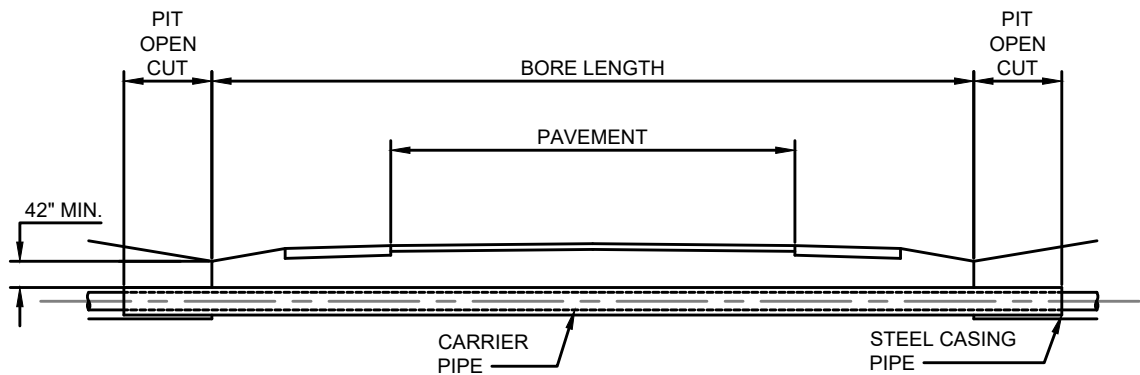 PIT
OPEN
CUT
BORE LENGTH
PIT
OPEN
CUT
PAVEMENT
42" MIN.
CARRIER
PIPE
STEEL CASING
PIPE